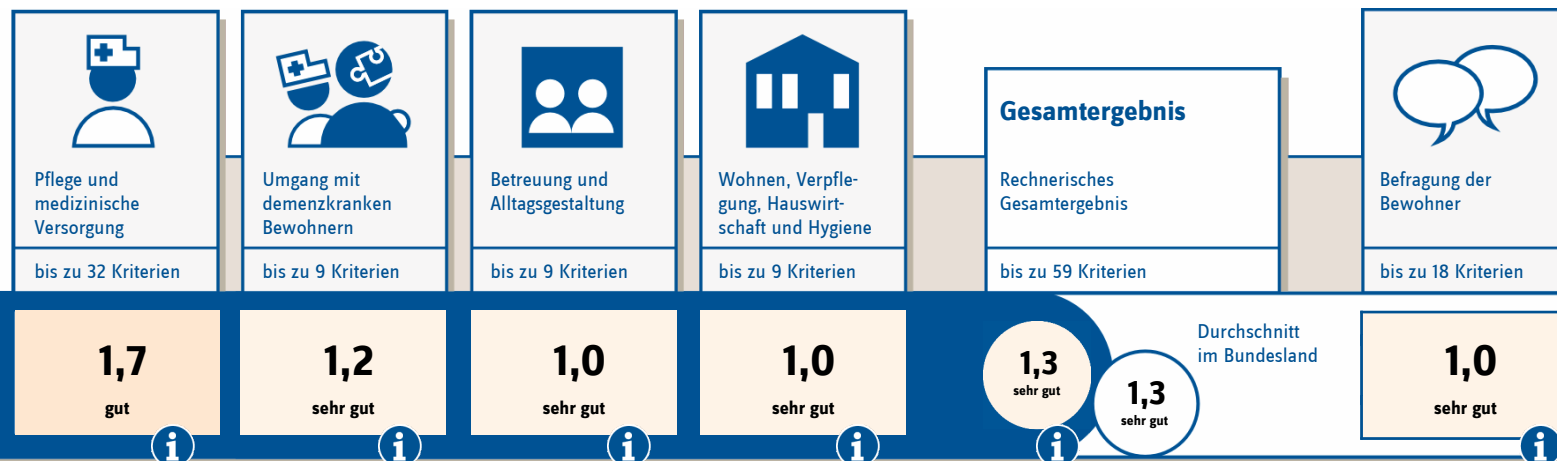 Pflege und
medizinische
Versorgung
bis zu 32 Kriterien
1,7
gut
Umgang mit
demenzkranken
Bewohnern
bis zu 9 Kriterien
1,2
sehr gut
Betreuung und
Alltagsgestaltung
bis zu 9 Kriterien
1,0
sehr gut
Wohnen, Verpfle-
gung, Hauswirt-
schaft und Hygiene
bis zu 9 Kriterien
1,0
sehr gut
Gesamtergebnis
Rechnerisches
Gesamtergebnis
bis zu 59 Kriterien
1,3
sehr gut
Durchschnitt
im Bundesland
1,3
sehr gut
Befragung der
Bewohner
bis zu 18 Kriterien
1,0
sehr gut